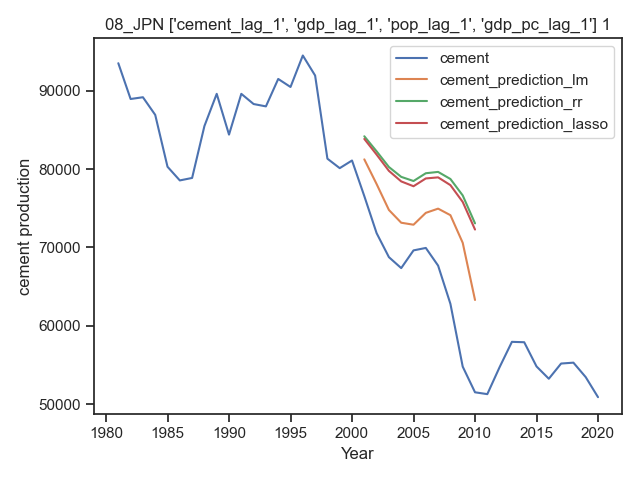 08_JPN ['cement_lag_1', 'gdp_lag_1', 'pop_lag_1', 'gdp_pc_lag_1'] 1
cement
cement_prediction_lm
cement_prediction_rr
cement_prediction_lasso
90000
80000
70000
60000
50000
cement production
1980 1985 1990 1995 2000 2005 2010 2015 2020
Year